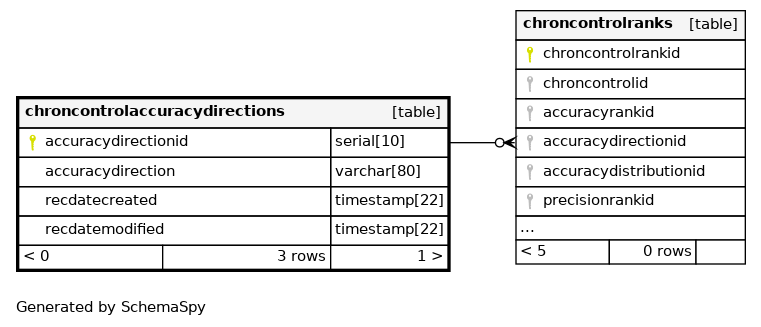 chroncontrolaccuracydirections [table]
accuracydirectionid serial[10]
accuracydirection varchar[80]
recdatecreated timestamp[22]
recdatemodified timestamp[22]
< 0 3 rows 1 >
chroncontrolranks [table]
chroncontrolrankid
chroncontrolid
accuracyrankid
accuracydirectionid
accuracydistributionid
precisionrankid
...
< 5 0 rows
Generated by SchemaSpy